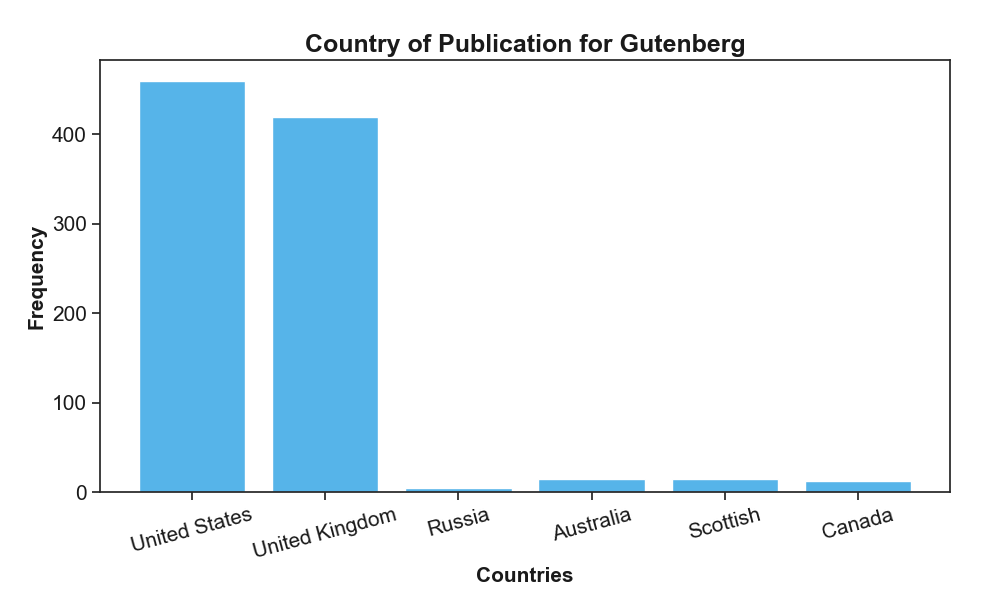 Country of Publication for Gutenberg
Frequency
400
300
200
100
0
United States
United Kingdom
Russia
Australia
Scottish
Canada
Countries